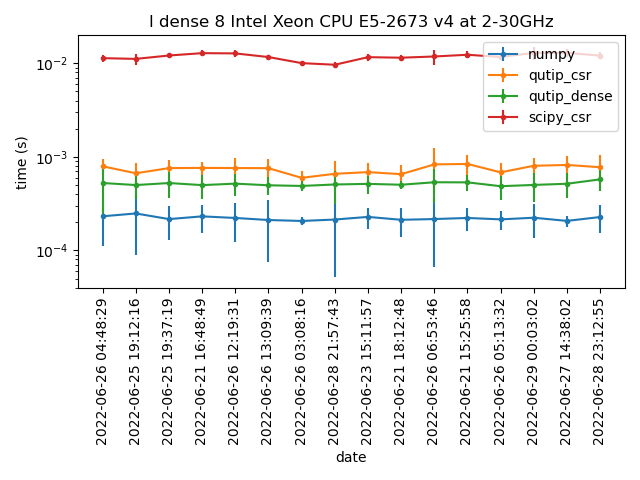 I dense 8 Intel Xeon CPU E5-2673 v4 at 2-30GHz
time (s)
10⁻²
10⁻³
10⁻⁴
numpy
qutip_csr
qutip_dense
scipy_csr
2022-06-26 04:48:29
2022-06-25 19:12:16
2022-06-25 19:37:19
2022-06-21 16:48:49
2022-06-26 12:19:31
2022-06-26 13:09:39
2022-06-26 03:08:16
2022-06-28 21:57:43
2022-06-23 15:11:57
2022-06-21 18:12:48
2022-06-26 06:53:46
2022-06-21 15:25:58
2022-06-26 05:13:32
2022-06-29 00:03:02
2022-06-27 14:38:02
2022-06-28 23:12:55
date